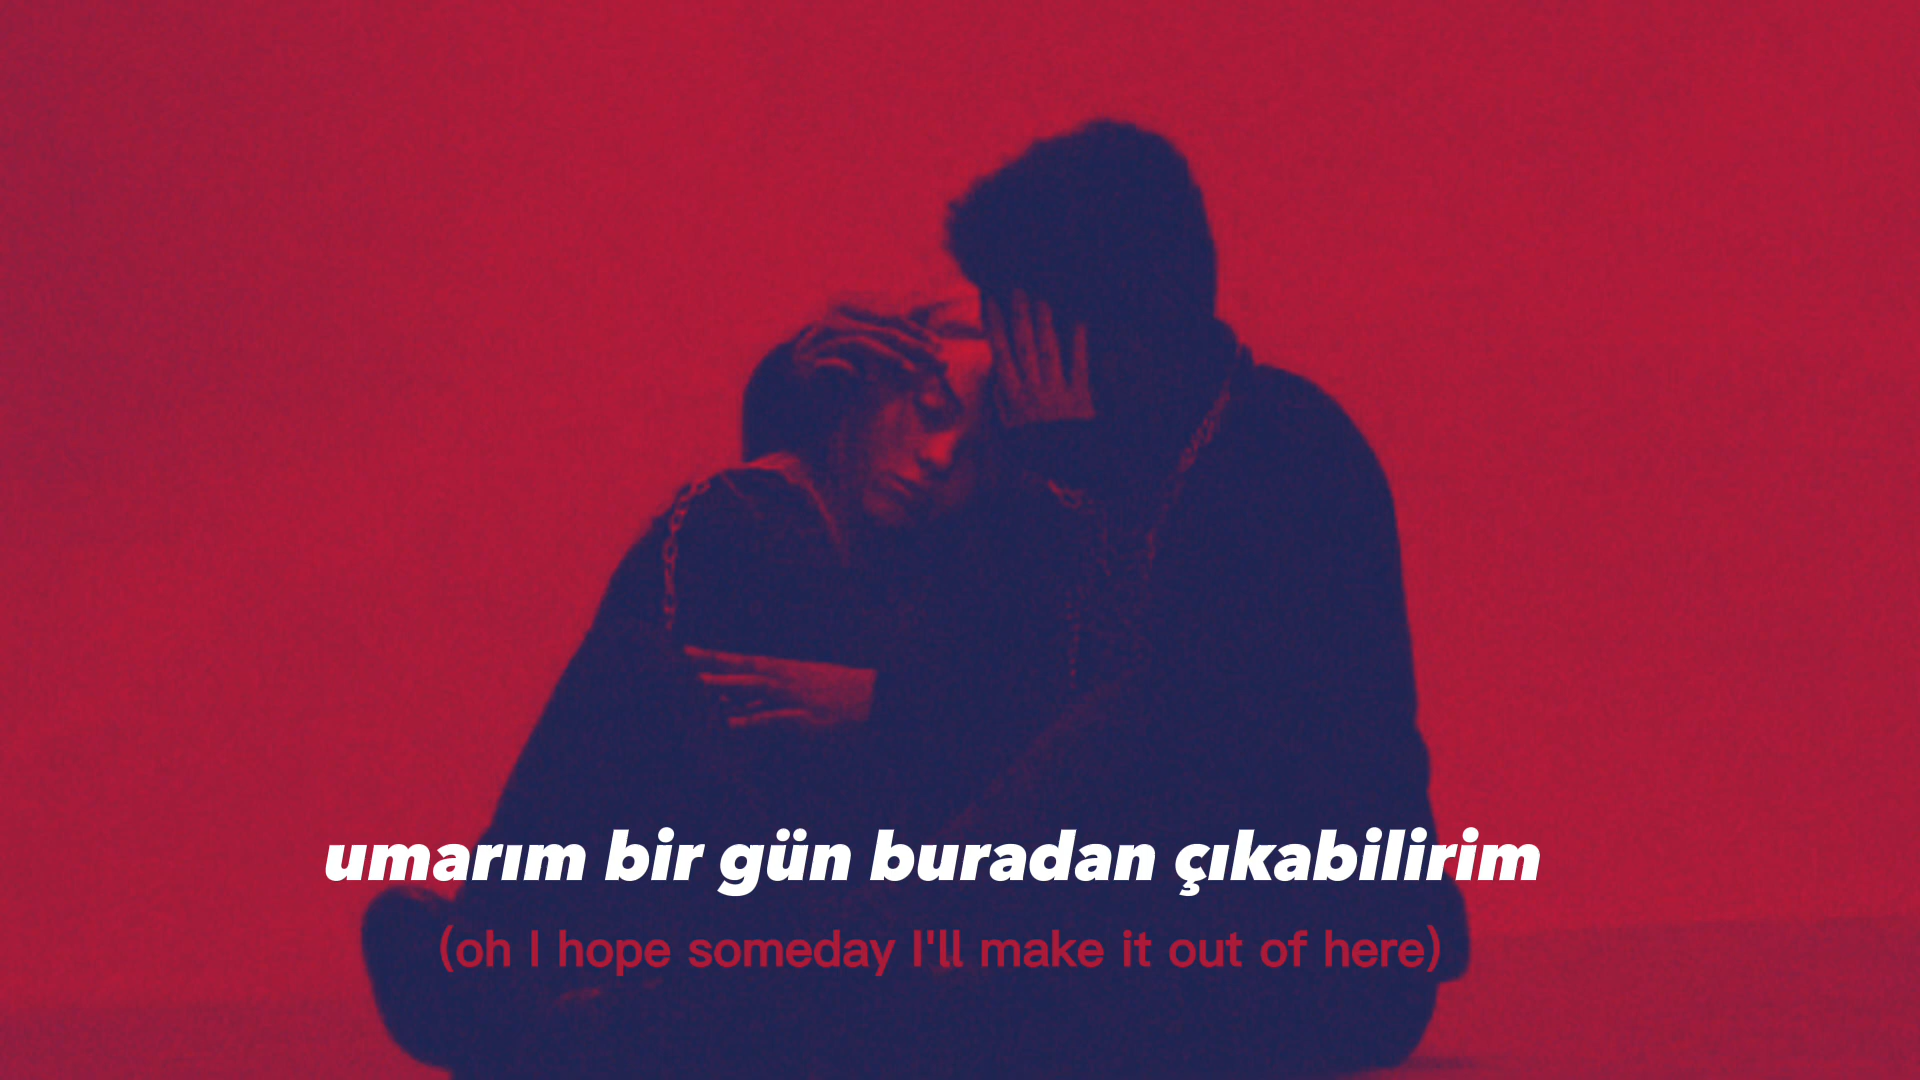 umarım bir gün buradan çıkabilirim
(oh I hope someday I'll make it out of here)